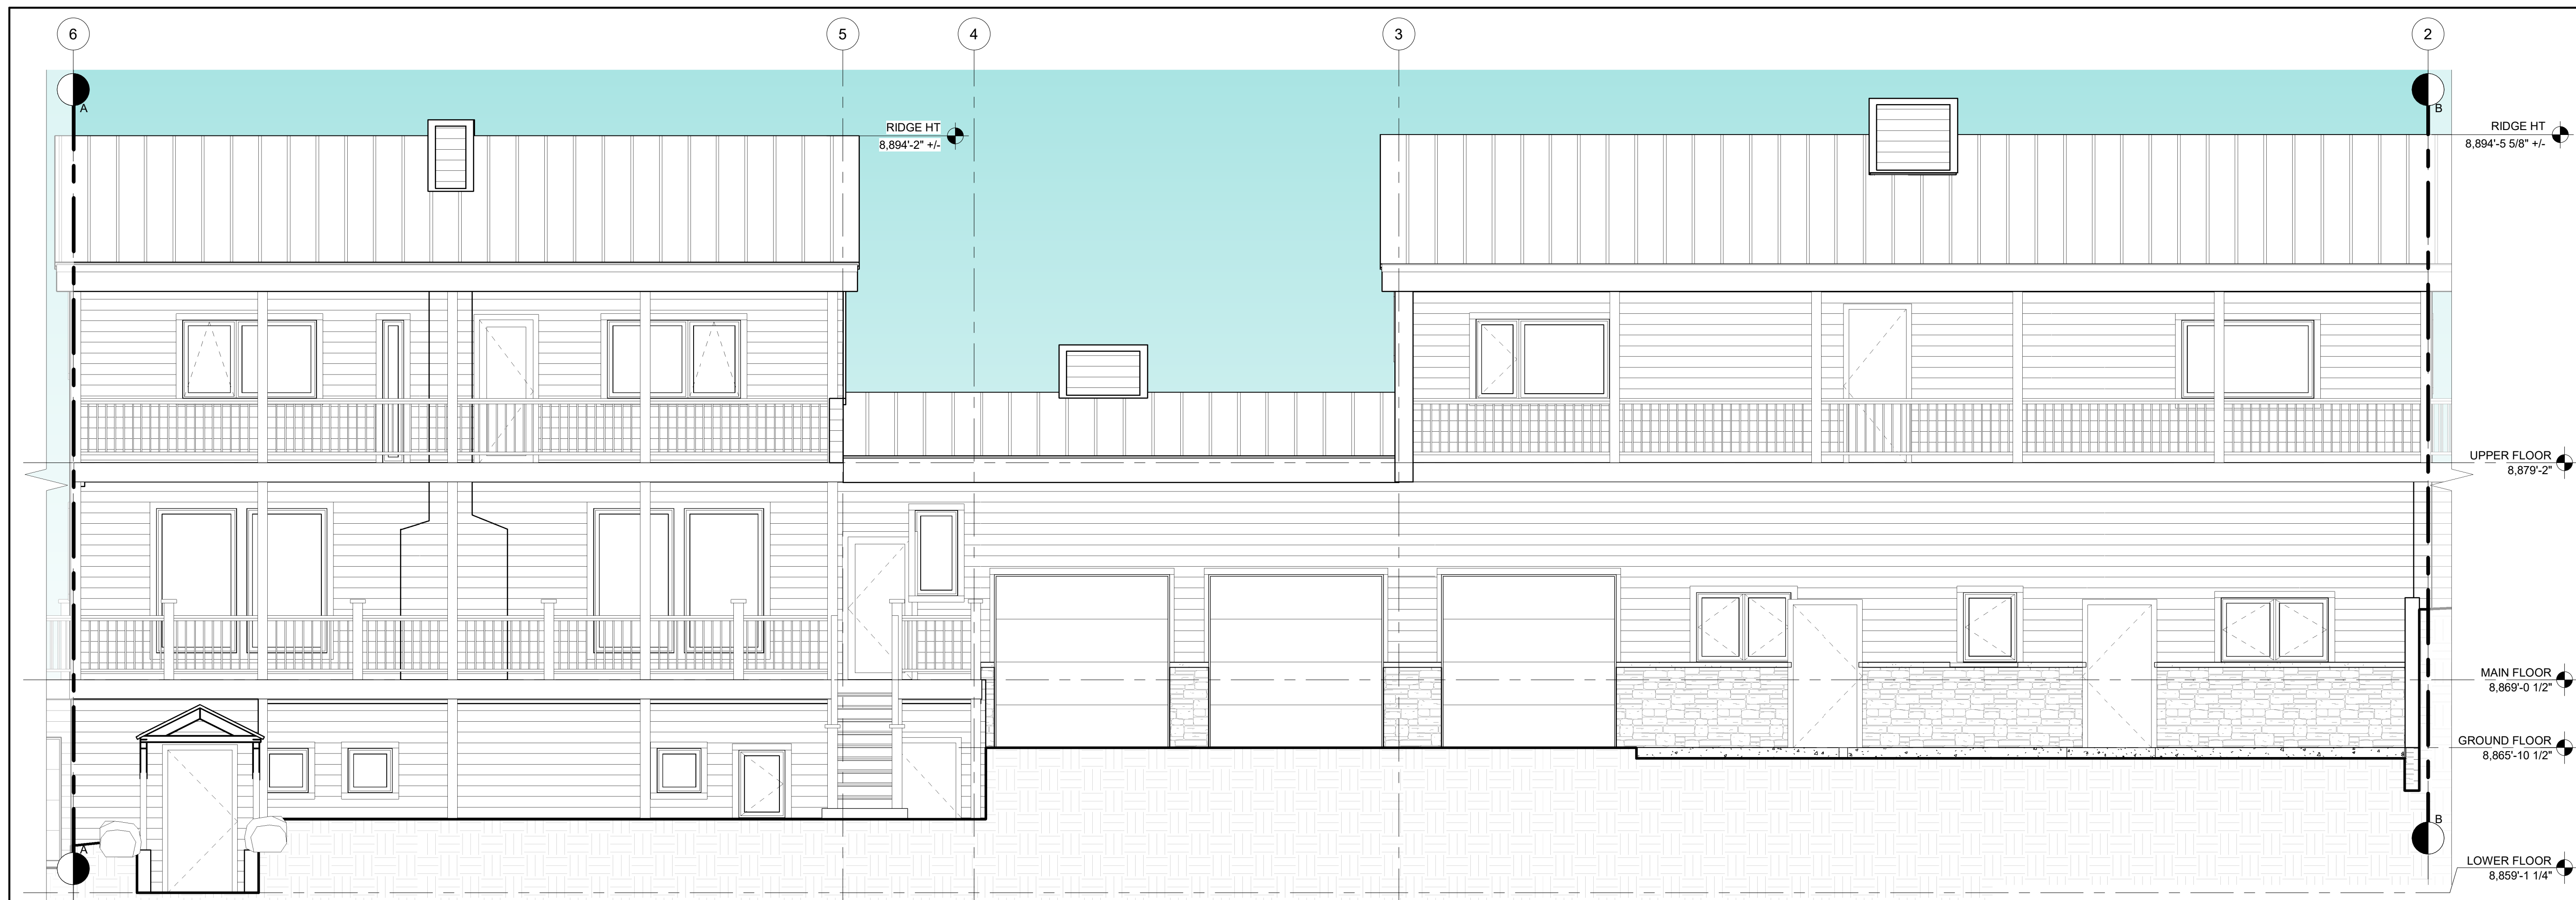 6
5
4
3
2
A
B
RIDGE HT
8,894'-2" +/-
RIDGE HT
8,894'-5 5/8" +/-
UPPER FLOOR
8,879'-2"
MAIN FLOOR
8,869'-0 1/2"
GROUND FLOOR
8,865'-10 1/2"
B
A
LOWER FLOOR
8,859'-1 1/4"